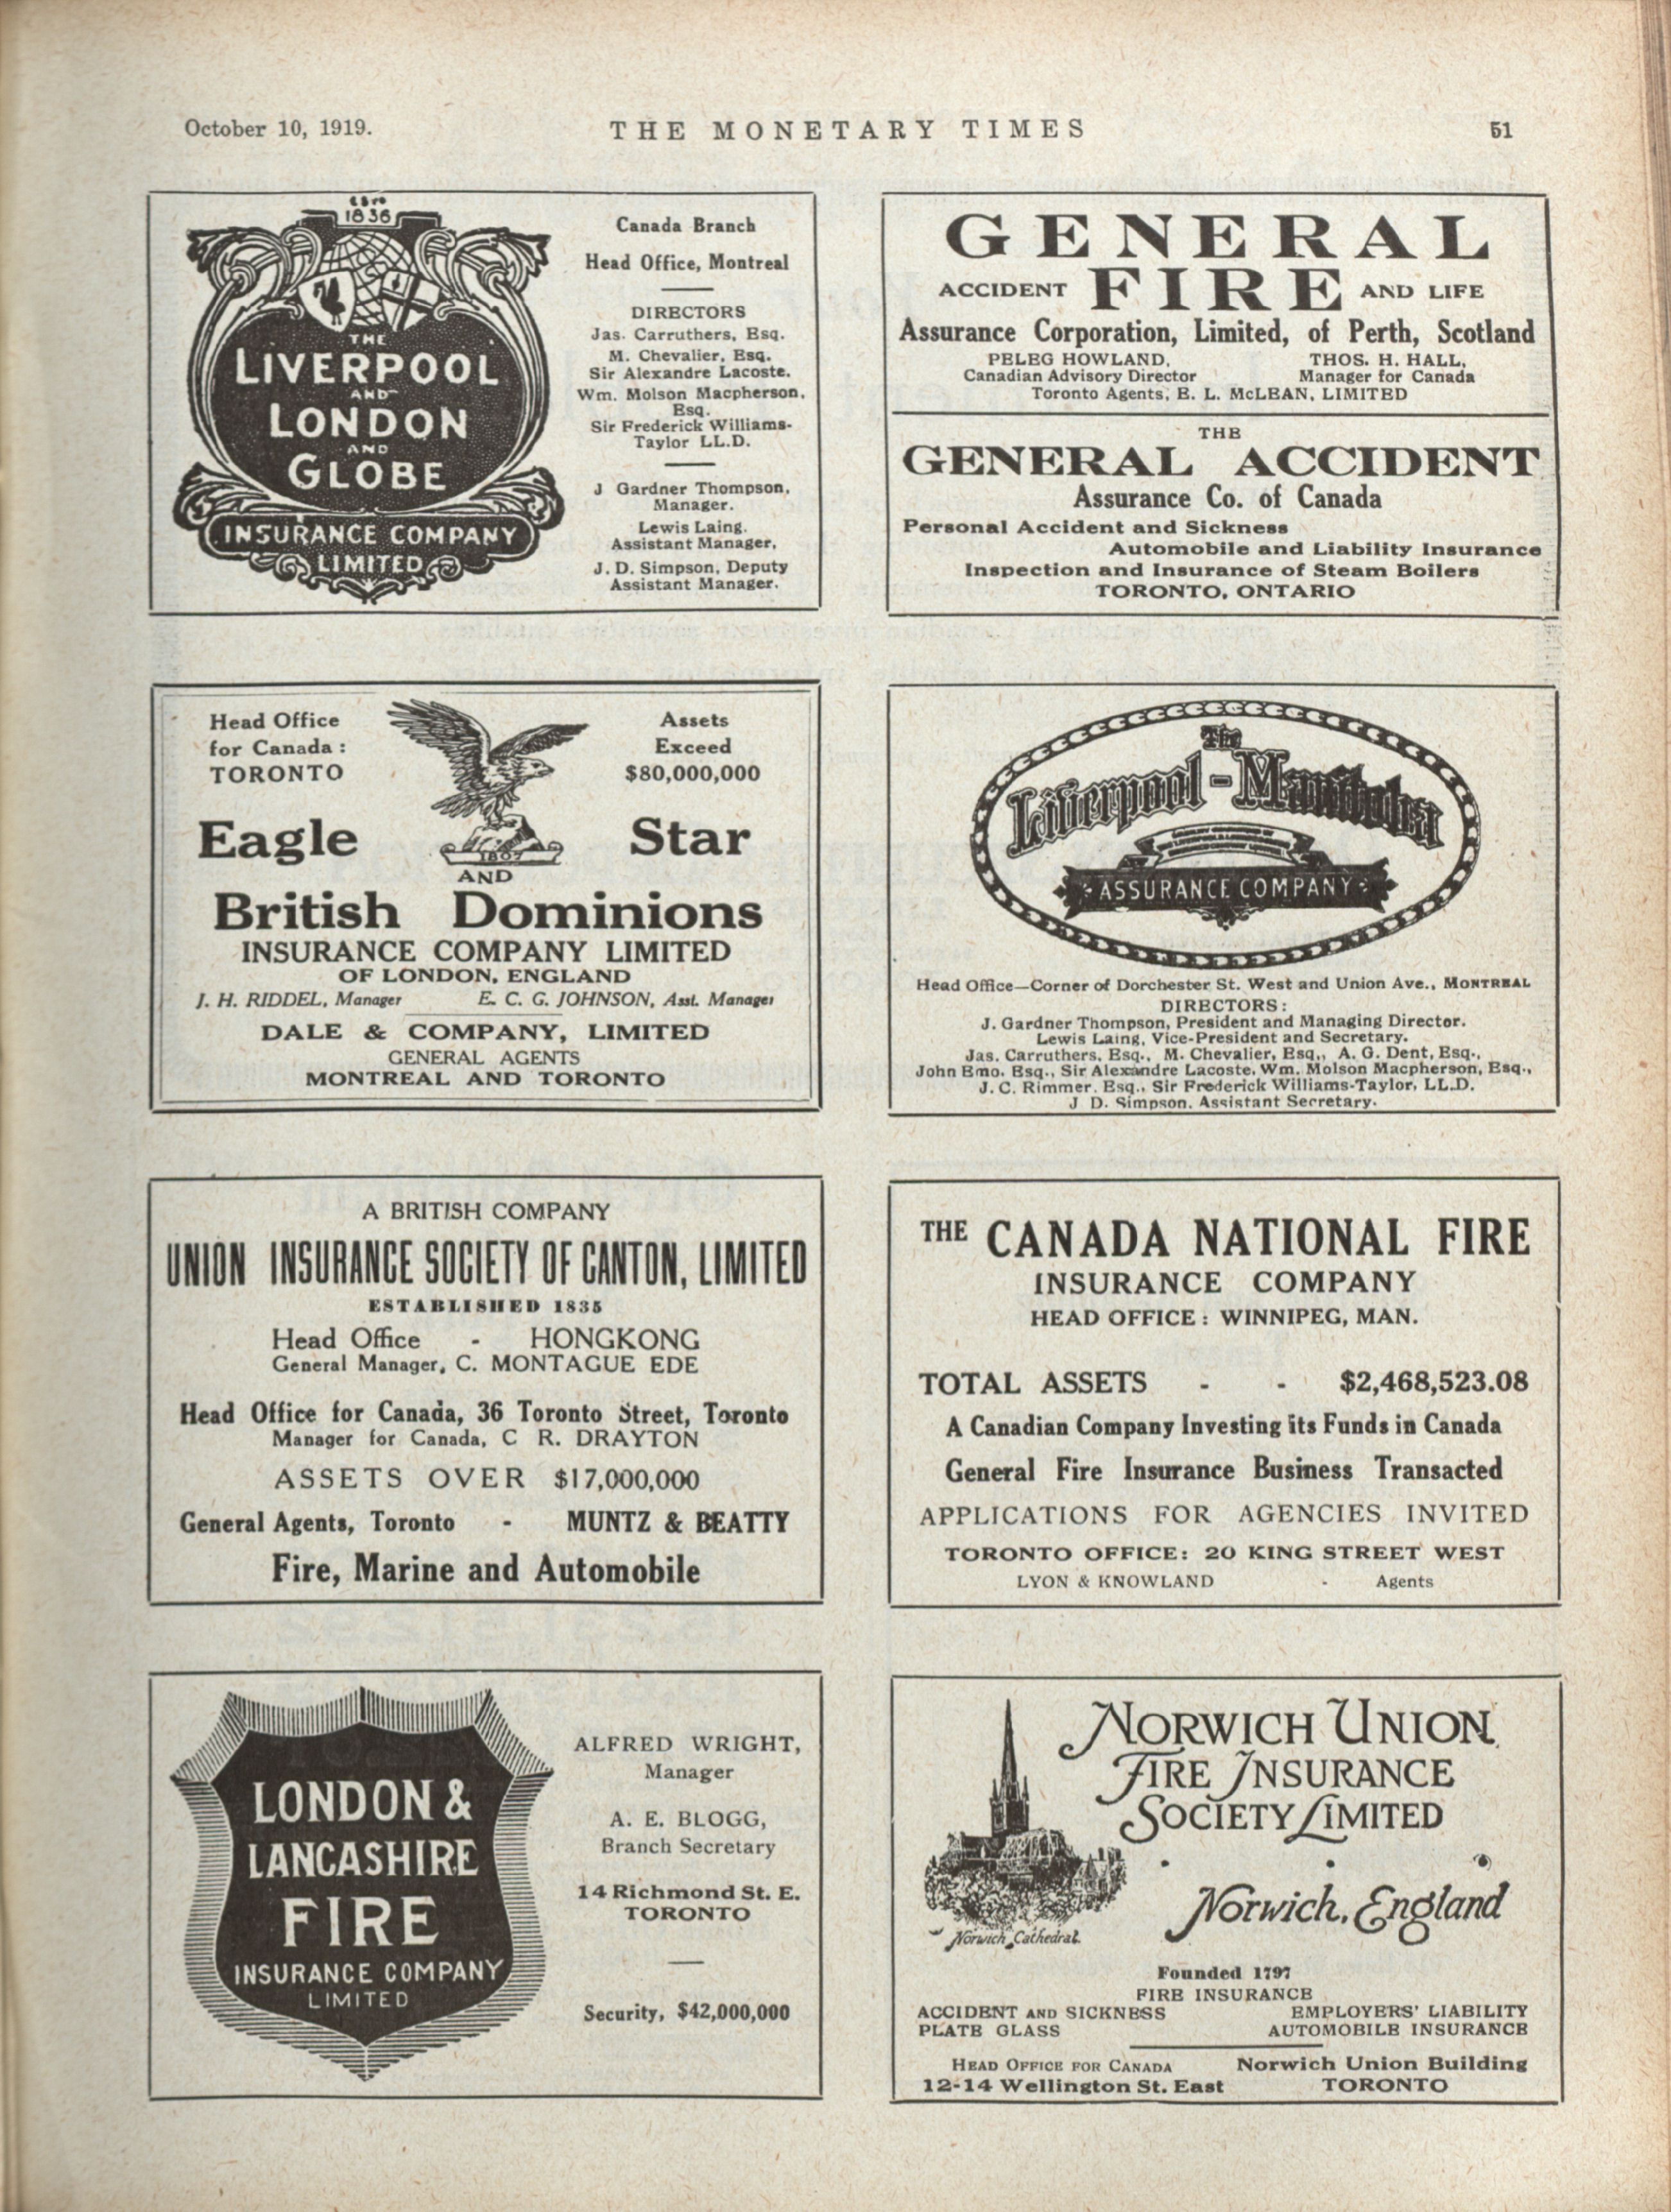 October 10, 1919.
THE MONETARY TIMES
51
1836
THE
LIVERPOOL
AND
LONDON
AND
GLOBE
INSURANCE COMPANY
LIMITED
Canada Branch
Head Office, Montreal
DIRECTORS
Jas. Carruthers, Esq.
M. Chevalier, Esq.
Sir Alexandre Lacoste.
Wm. Molson Macpherson,
Esq.
Sir Frederick Williams-
Taylor LL.D.
J Gardner Thompson,
Manager.
Lewis Laing.
Assistant Manager,
J. D. Simpson, Deputy
Assistant Manager.
GENERAL
ACCIDENT FIRE AND LIFE
Assurance Corporation, Limited, of Perth, Scotland
PELEG HOWLAND, THOS. H. HALL,
Canadian Advisory Director Manager for Canada
Toronto Agents, E. L. McLEAN, LIMITED
THE
GENERAL ACCIDENT
Assurance Co. of Canada
Personal Accident and Sickness
Automobile and Liability Insurance
Inspection and Insurance of Steam Boilers
TORONTO, ONTARIO
Head Office
for Canada :
TORONTO
Assets
Exceed
$80,000,000
1807
Eagle Star
AND
British Dominions
INSURANCE COMPANY LIMITED
OF LONDON, ENGLAND
J. H. RIDDEL, Manager E. C. G. JOHNSON, Asst. Manager
DALE & COMPANY, LIMITED
GENERAL AGENTS
MONTREAL AND TORONTO
The
Liverpool-Manitoba
ASSURANCE COMPANY
Head Office—Corner of Dorchester St. West and Union Ave., MONTREAL
DIRECTORS:
J. Gardner Thompson, President and Managing Director.
Lewis Laing, Vice-President and Secretary.
Jas. Carruthers, Esq., M. Chevalier, Esq., A. G. Dent, Esq.,
John Emo, Esq., Sir Alexandre Lacoste, Wm. Molson Macpherson, Esq.,
J. C. Rimmer, Esq., Sir Frederick Williams-Taylor, LL.D.
J D. Simpson, Assistant Secretary.
A BRITISH COMPANY
UNION INSURANCE SOCIETY OF CANTON, LIMITED
ESTABLISHED 1835
Head Office - HONGKONG
General Manager, C. MONTAGUE EDE
Head Office for Canada, 36 Toronto Street, Toronto
Manager for Canada, C R. DRAYTON
ASSETS OVER $17,000,000
General Agents, Toronto - MUNTZ & BEATTY
Fire, Marine and Automobile
THE CANADA NATIONAL FIRE
INSURANCE COMPANY
HEAD OFFICE : WINNIPEG, MAN.
TOTAL ASSETS - - $2,468,523.08
A Canadian Company Investing its Funds in Canada
General Fire Insurance Business Transacted
APPLICATIONS FOR AGENCIES INVITED
TORONTO OFFICE: 20 KING STREET WEST
LYON & KNOWLAND - Agents
LONDON &
LANCASHIRE
FIRE
INSURANCE COMPANY
LIMITED
ALFRED WRIGHT,
Manager
A. E. BLOGG,
Branch Secretary
14 Richmond St. E.
TORONTO
Security, $42,000,000
NORWICH UNION
FIRE INSURANCE
SOCIETY LIMITED
Norwich, England
Norwich Cathedral.
Founded 1797
FIRE INSURANCE
ACCIDENT AND SICKNESS EMPLOYERS' LIABILITY
PLATE GLASS AUTOMOBILE INSURANCE
HEAD OFFICE FOR CANADA Norwich Union Building
12-14 Wellington St. East TORONTO